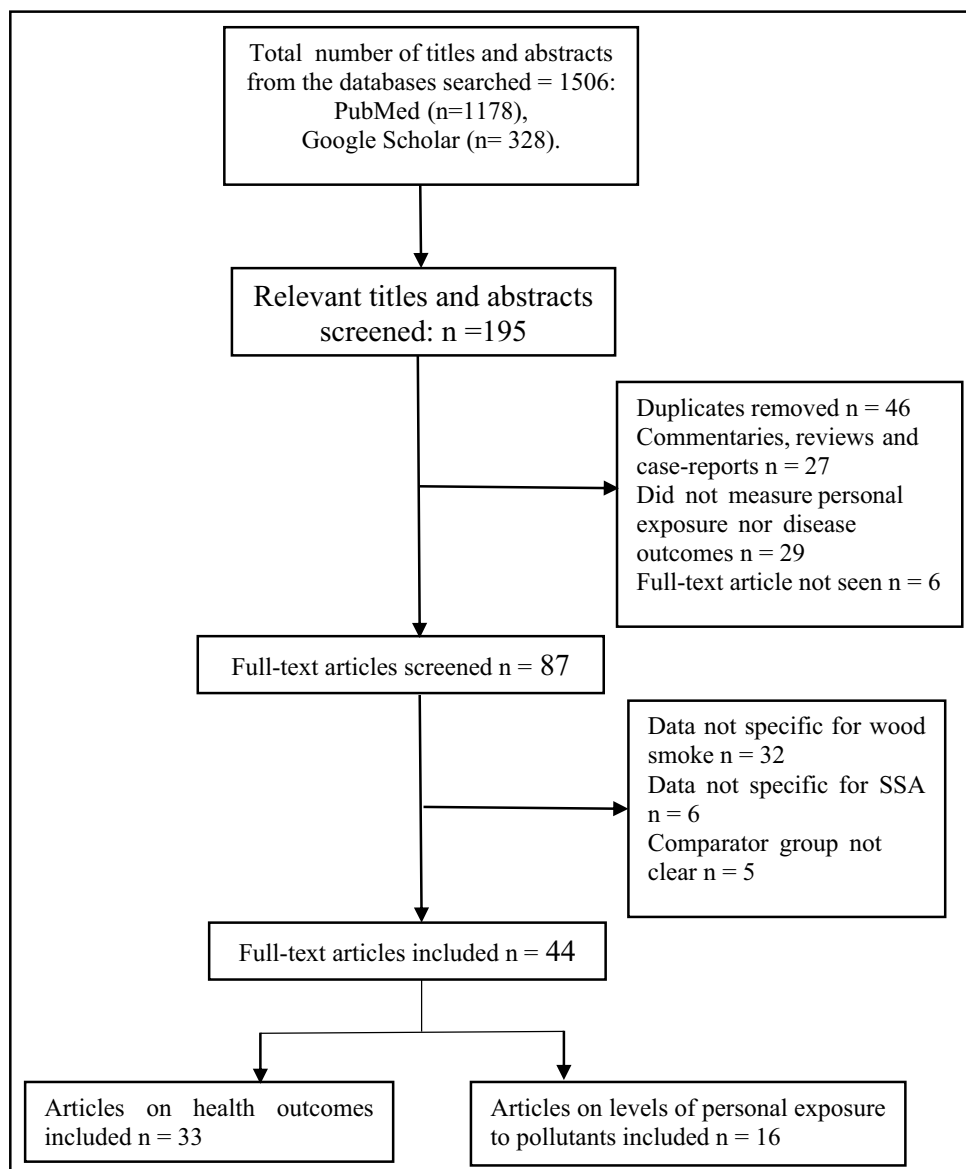 Total number of titles and abstracts
from the databases searched = 1506:
PubMed (n=1178),
Google Scholar (n= 328).
Relevant titles and abstracts
screened: n =195
Duplicates removed n = 46
Commentaries, reviews and
case-reports n = 27
Did not measure personal
exposure nor disease
outcomes n = 29
Full-text article not seen n = 6
Full-text articles screened n = 87
Data not specific for wood
smoke n = 32
Data not specific for SSA
n = 6
Comparator group not
clear n = 5
Full-text articles included n = 44
Articles on health outcomes
included n = 33
Articles on levels of personal exposure
to pollutants included n = 16